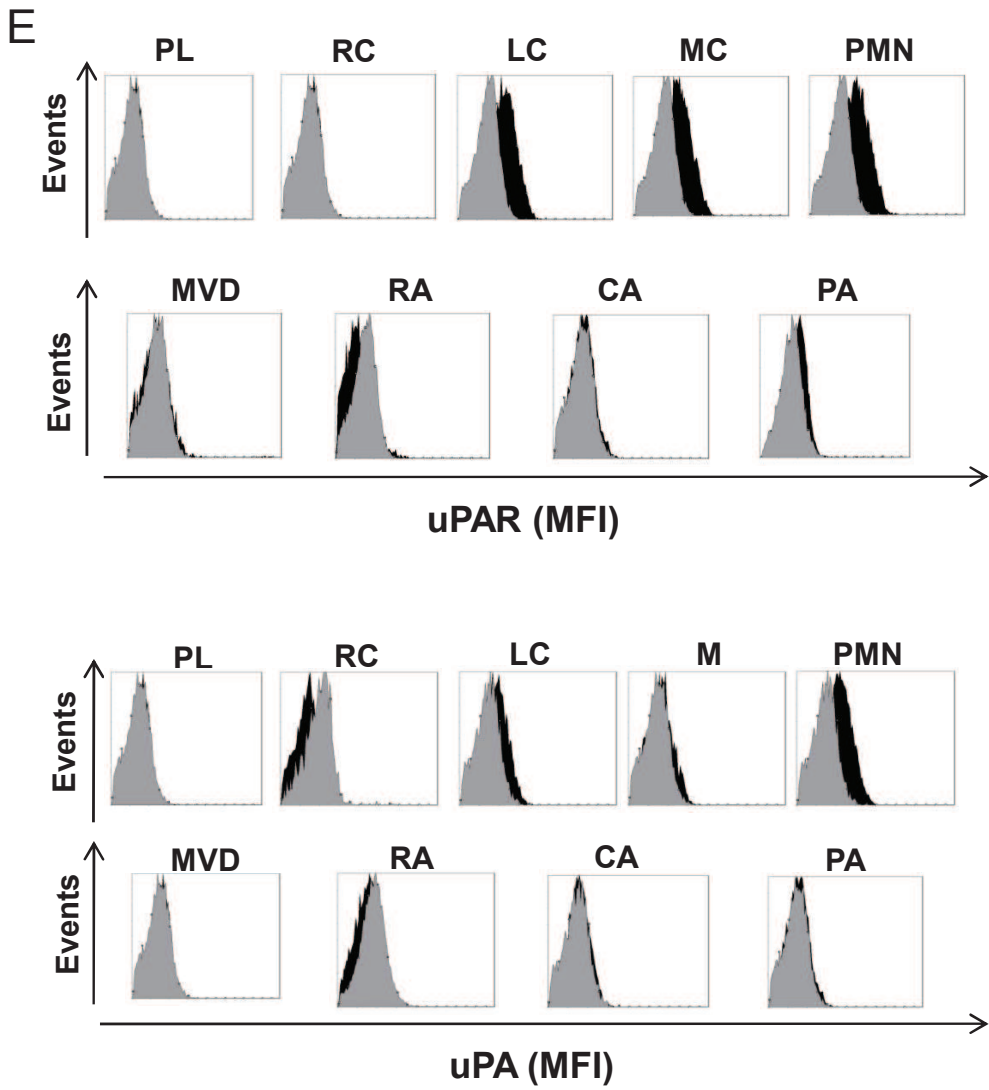 E
PL RC LC MC PMN
Events
MVD RA CA PA
Events
uPAR (MFI)
PL RC LC M PMN
Events
MVD RA CA PA
Events
uPA (MFI)